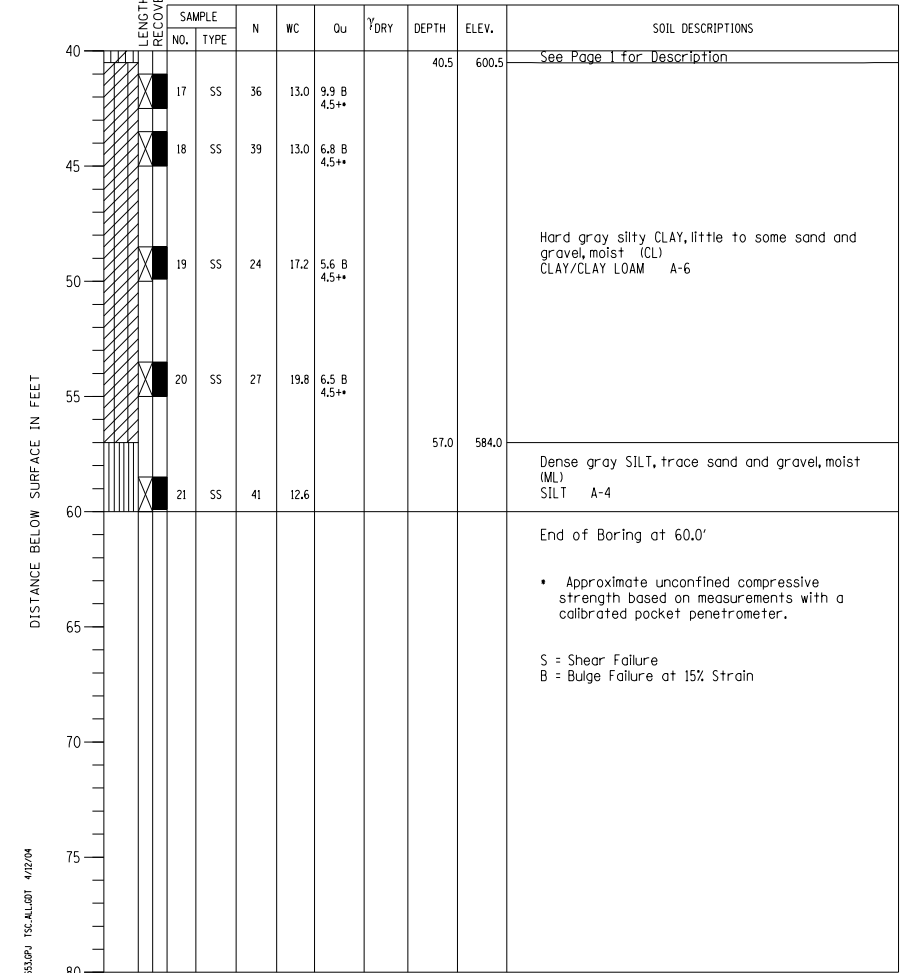 LENGTH
RECOVE
SAMPLE
NO. TYPE N WC Qu γDRY DEPTH ELEV. SOIL DESCRIPTIONS
40
See Page 1 for Description
40.5 600.5
17 SS 36 13.0 9.9 B
4.5+*
18 SS 39 13.0 6.8 B
4.5+*
45
Hard gray silty CLAY, little to some sand and
gravel, moist (CL)
CLAY/CLAY LOAM A-6
19 SS 24 17.2 5.6 B
4.5+*
50
20 SS 27 19.8 6.5 B
4.5+*
55
57.0 584.0
Dense gray SILT, trace sand and gravel, moist
(ML)
SILT A-4
21 SS 41 12.6
60
End of Boring at 60.0'
* Approximate unconfined compressive
strength based on measurements with a
calibrated pocket penetrometer.
65
S = Shear Failure
B = Bulge Failure at 15% Strain
70
75
80
DISTANCE BELOW SURFACE IN FEET
53.GPJ TSC_ALL.GDT 4/12/04